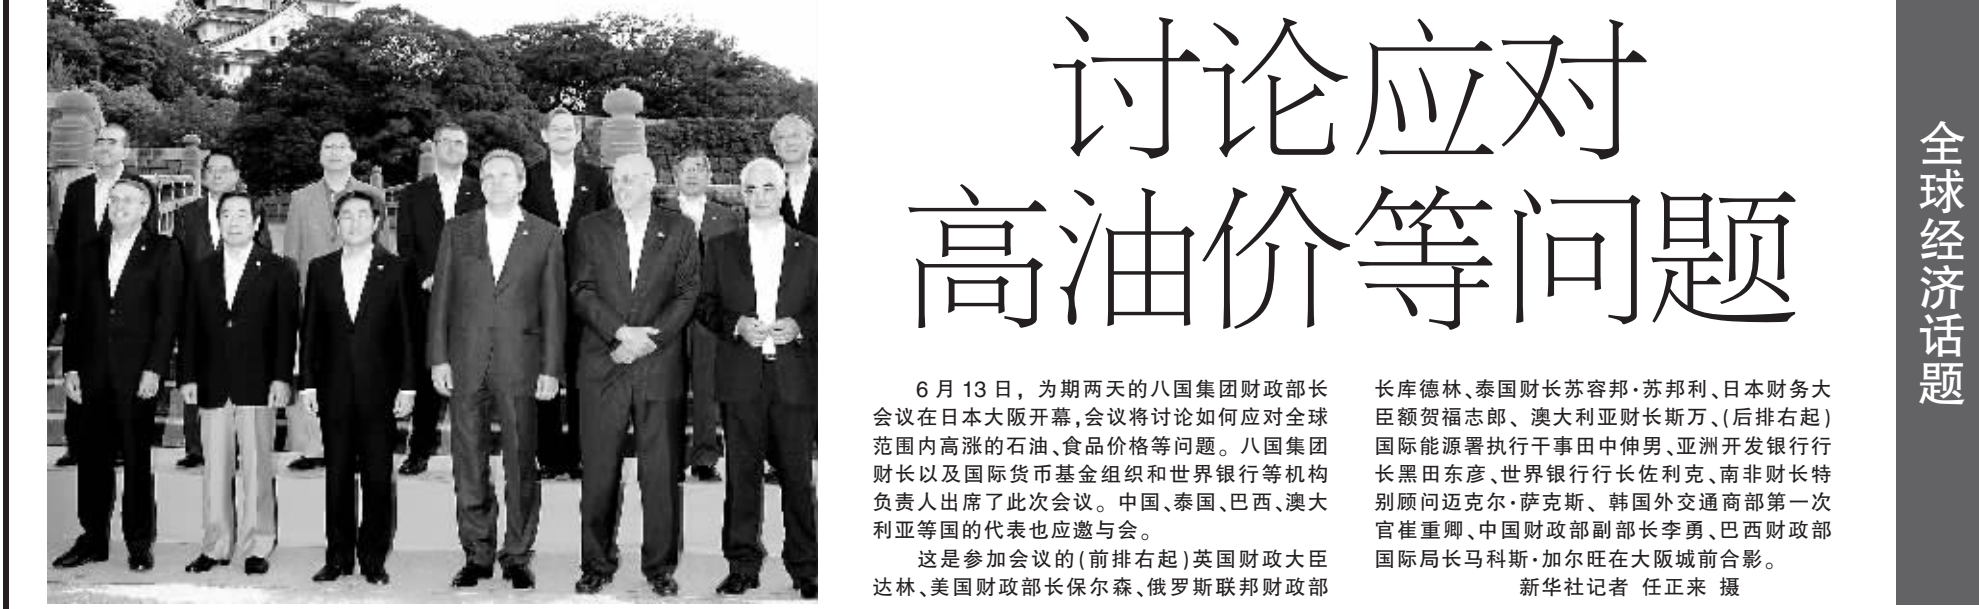 讨论应对
高油价等问题
6月13日，为期两天的八国集团财政部长
会议在日本大阪开幕，会议将讨论如何应对全球
范围内高涨的石油、食品价格等问题。八国集团
财长以及国际货币基金组织和世界银行等机构
负责人出席了此次会议。中国、泰国、巴西、澳大
利亚等国的代表也应邀与会。
这是参加会议的（前排右起）英国财政大臣
达林、美国财政部长保尔森、俄罗斯联邦财政部
长库德林、泰国财长苏容邦·苏邦利、日本财务大
臣额贺福志郎、澳大利亚财长斯万、（后排右起）
国际能源署执行干事田中伸男、亚洲开发银行行
长黑田东彦、世界银行行长佐利克、南非财长特
别顾问迈克尔·萨克斯、韩国外交通商部第一次
官崔重卿、中国财政部副部长李勇、巴西财政部
国际局长马科斯·加尔旺在大阪城前合影。
新华社记者 任正来 摄
全球经济话题